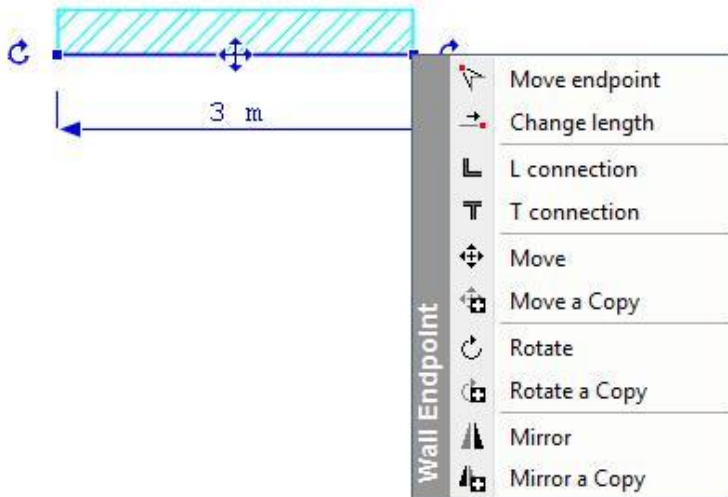 3 m
Wall Endpoint
Move endpoint
Change length
L connection
T connection
Move
Move a Copy
Rotate
Rotate a Copy
Mirror
Mirror a Copy